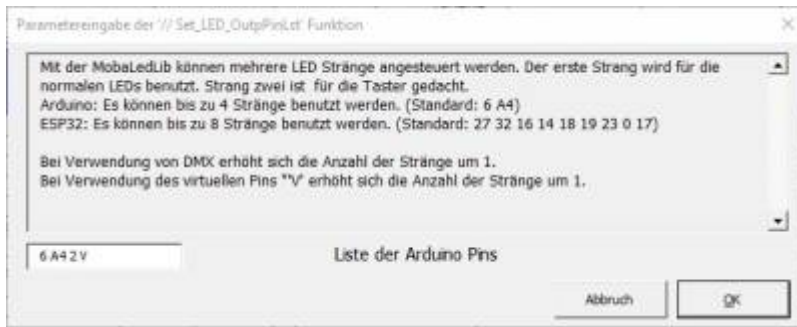 Parametereingabe der '// Set_LED_OutpPinLst' Funktion
Mit der MobaLedLib können mehrere LED Stränge angesteuert werden. Der erste Strang wird für die
normalen LEDs benutzt. Strang zwei ist für die Taster gedacht.
Arduino: Es können bis zu 4 Stränge benutzt werden. (Standard: 6 A4)
ESP32: Es können bis zu 8 Stränge benutzt werden. (Standard: 27 32 16 14 18 19 23 0 17)
Bei Verwendung von DMX erhöht sich die Anzahl der Stränge um 1.
Bei Verwendung des virtuellen Pins "'V' erhöht sich die Anzahl der Stränge um 1.
6 A4 2 V
Liste der Arduino Pins
Abbruch
OK